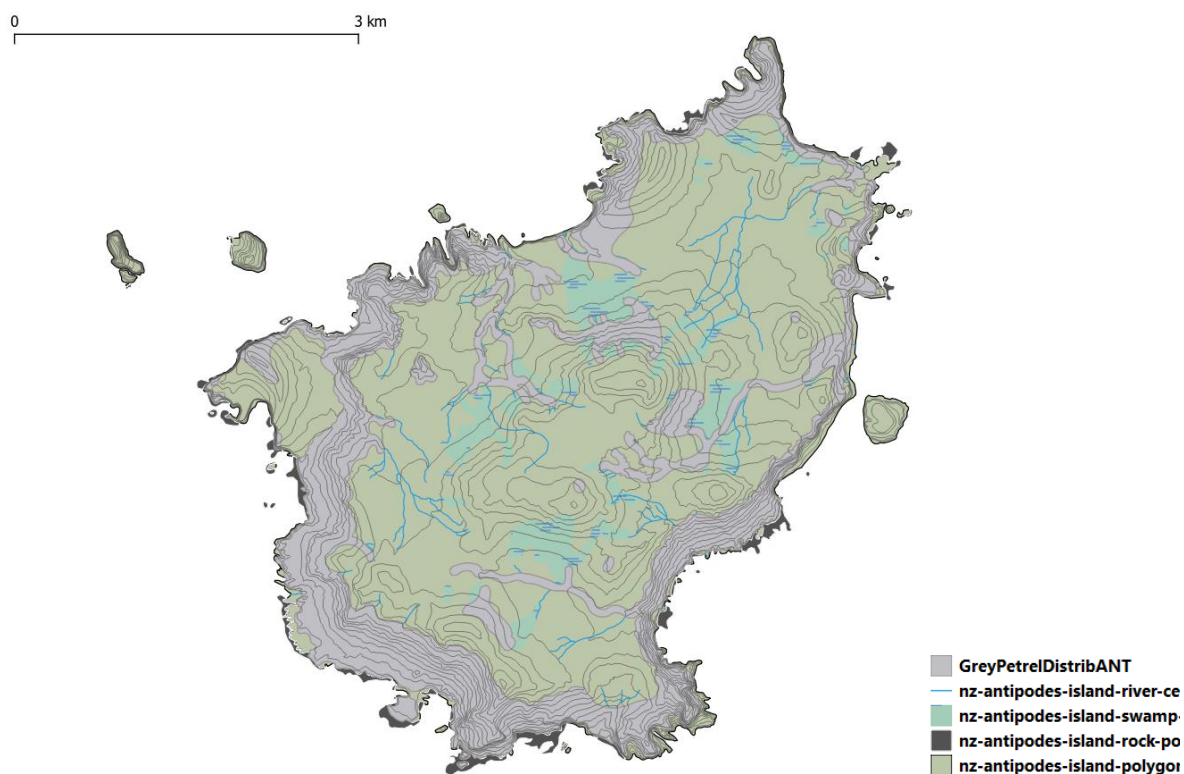 0 3 km
GreyPetrelDistribANT
nz-antipodes-island-river-ce
nz-antipodes-island-swamp-
nz-antipodes-island-rock-po
nz-antipodes-island-polygon